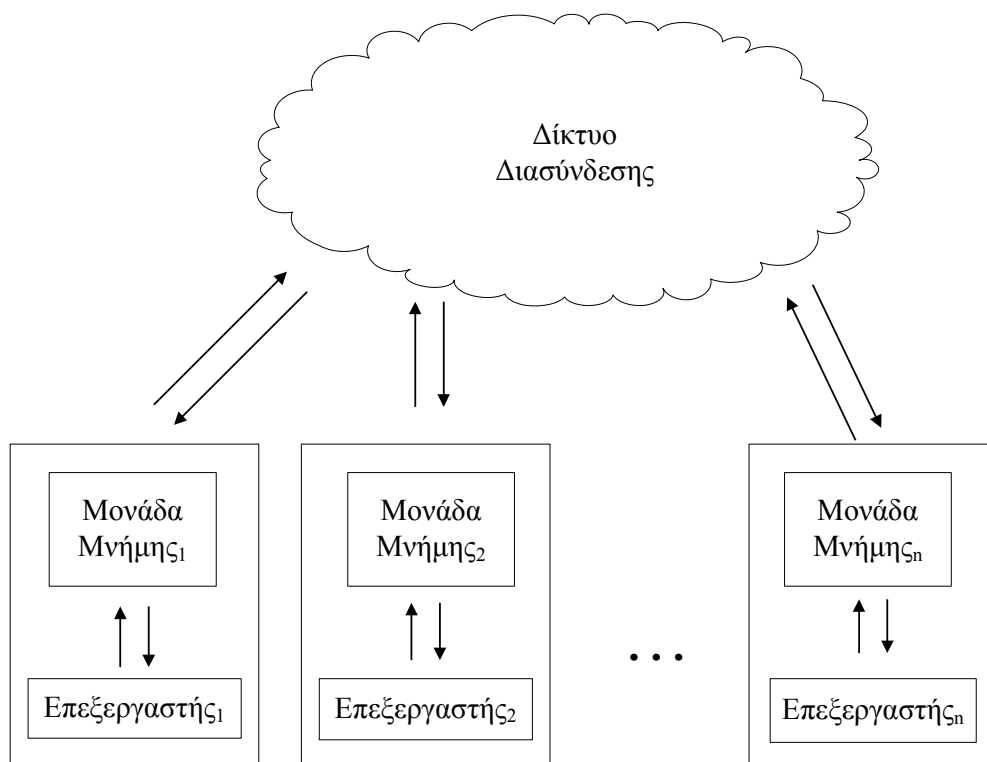 Δίκτυο
Διασύνδεσης
Μονάδα
Μνήμης₁
Μονάδα
Μνήμης₂
Μονάδα
Μνήμηςₙ
Επεξεργαστής₁
Επεξεργαστής₂
...
Επεξεργαστήςₙ